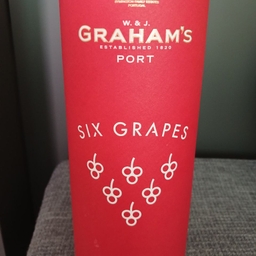 W. & J.
GRAHAM'S
ESTABLISHED 1820
PORT
SIX GRAPES